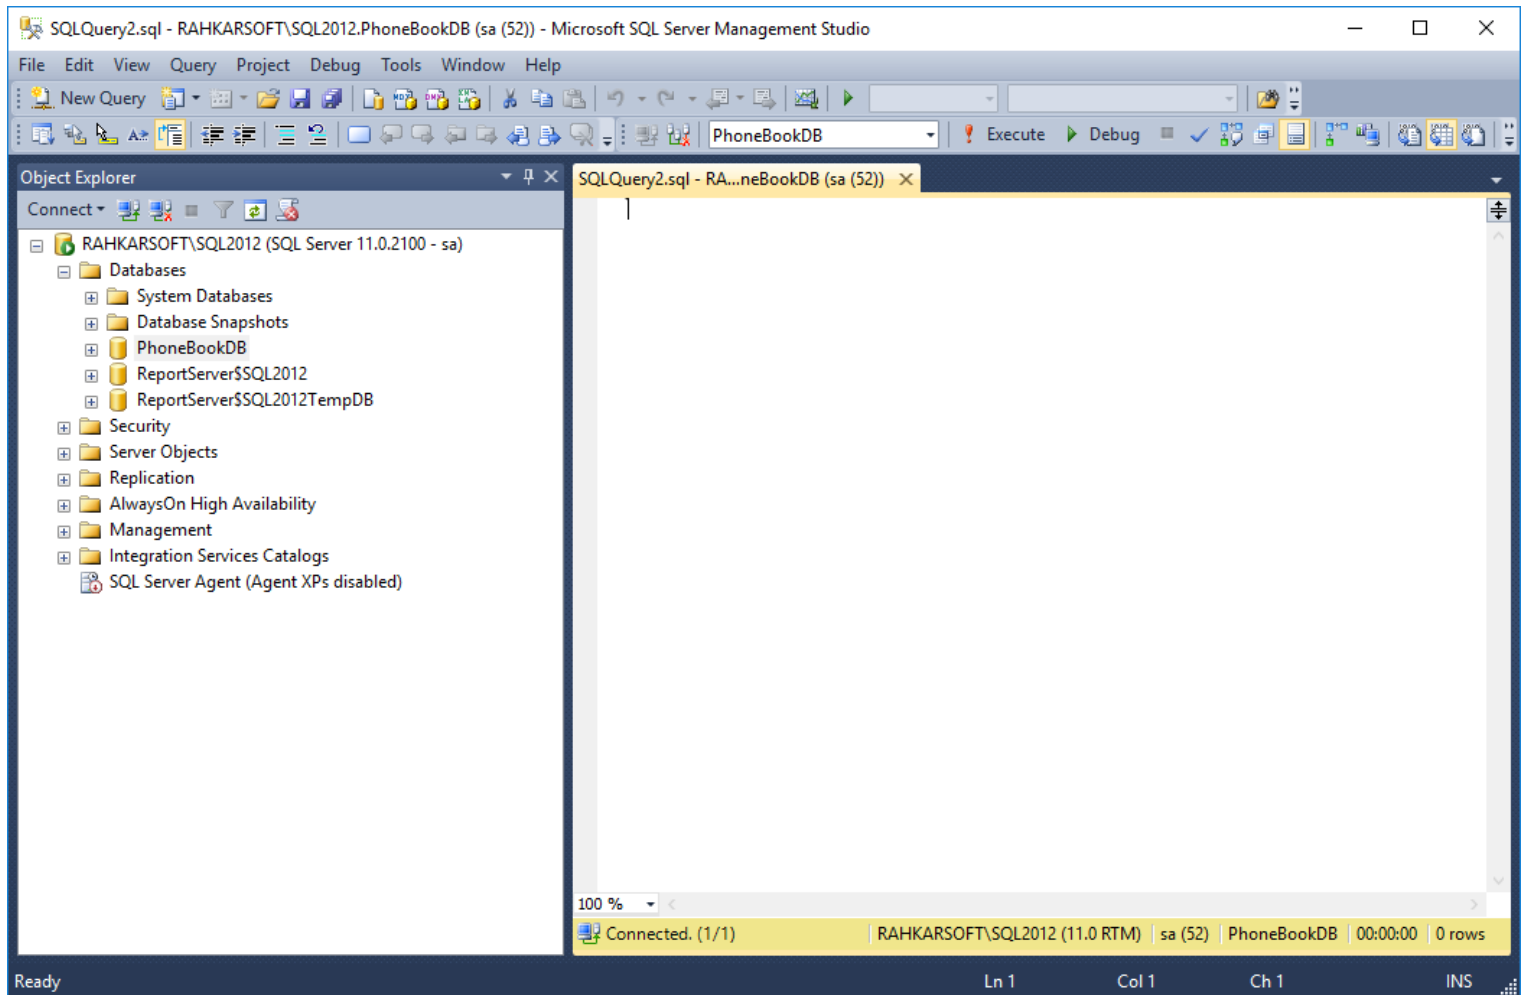 SQLQuery2.sql - RAHKARSOFT\SQL2012.PhoneBookDB (sa (52)) - Microsoft SQL Server Management Studio
File Edit View Query Project Debug Tools Window Help
New Query
PhoneBookDB Execute Debug
Object Explorer
Connect
RAHKARSOFT\SQL2012 (SQL Server 11.0.2100 - sa)
Databases
System Databases
Database Snapshots
PhoneBookDB
ReportServer$SQL2012
ReportServer$SQL2012TempDB
Security
Server Objects
Replication
AlwaysOn High Availability
Management
Integration Services Catalogs
SQL Server Agent (Agent XPs disabled)
SQLQuery2.sql - RA...neBookDB (sa (52))
100 %
Connected. (1/1) RAHKARSOFT\SQL2012 (11.0 RTM) sa (52) PhoneBookDB 00:00:00 0 rows
Ready Ln 1 Col 1 Ch 1 INS